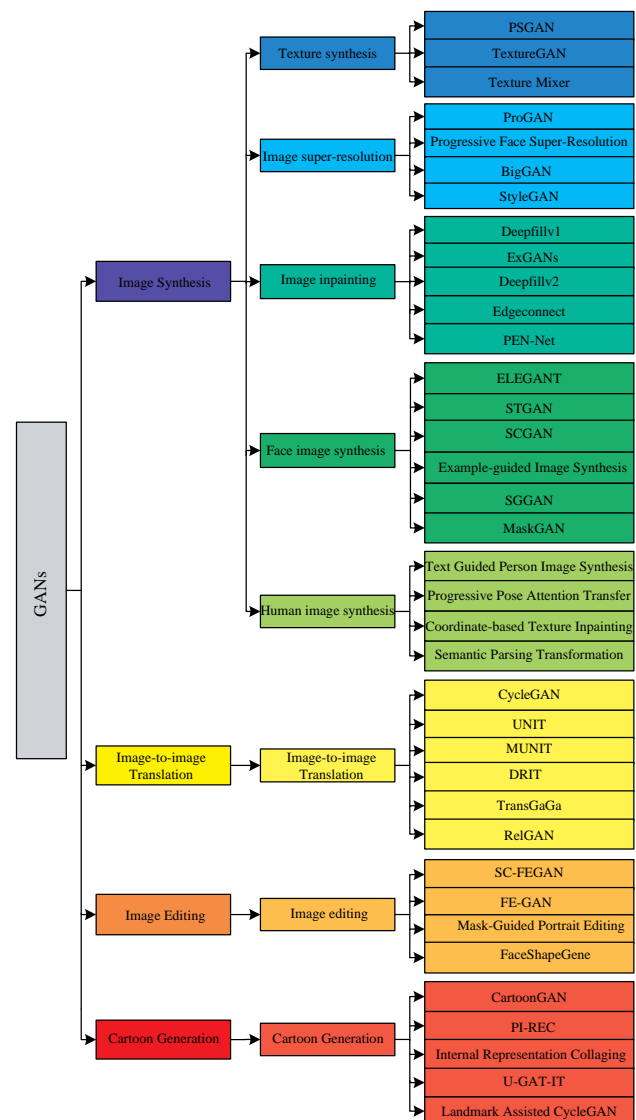 GANs
Image Synthesis
Texture synthesis
PSGAN
TextureGAN
Texture Mixer
Image super-resolution
ProGAN
Progressive Face Super-Resolution
BigGAN
StyleGAN
Image inpainting
Deepfillv1
ExGANs
Deepfillv2
Edgeconnect
PEN-Net
Face image synthesis
ELEGANT
STGAN
SCGAN
Example-guided Image Synthesis
SGGAN
MaskGAN
Human image synthesis
Text Guided Person Image Synthesis
Progressive Pose Attention Transfer
Coordinate-based Texture Inpainting
Semantic Parsing Transformation
Image-to-image
Translation
Image-to-image
Translation
CycleGAN
UNIT
MUNIT
DRIT
TransGaGa
RelGAN
Image Editing
Image editing
SC-FEGAN
FE-GAN
Mask-Guided Portrait Editing
FaceShapeGene
Cartoon Generation
Cartoon Generation
CartoonGAN
PI-REC
Internal Representation Collaging
U-GAT-IT
Landmark Assisted CycleGAN